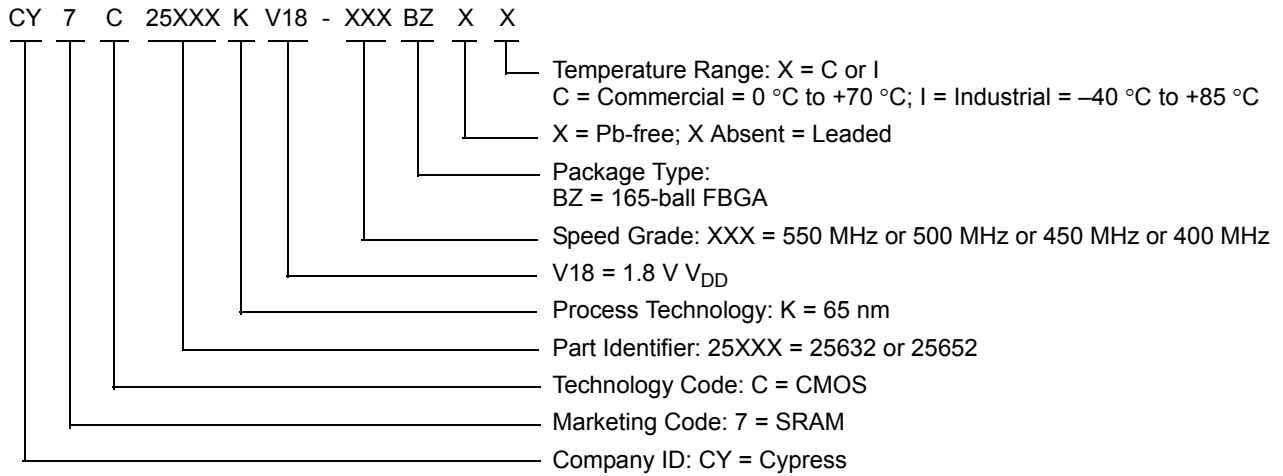 CY 7 C 25XXX K V18 - XXX BZ X X
Temperature Range: X = C or I
C = Commercial = 0 °C to +70 °C; I = Industrial = –40 °C to +85 °C
X = Pb-free; X Absent = Leaded
Package Type:
BZ = 165-ball FBGA
Speed Grade: XXX = 550 MHz or 500 MHz or 450 MHz or 400 MHz
V18 = 1.8 V VDD
Process Technology: K = 65 nm
Part Identifier: 25XXX = 25632 or 25652
Technology Code: C = CMOS
Marketing Code: 7 = SRAM
Company ID: CY = Cypress